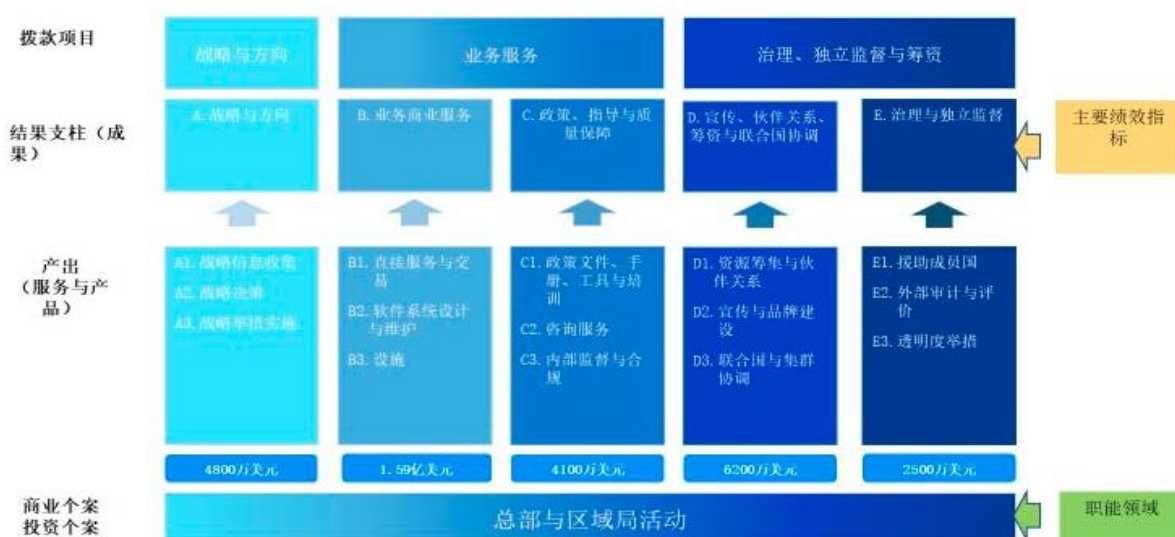 拨款项目
战略与方向
业务服务
治理、独立监督与筹资
结果支柱（成
果）
A.战略与方向
B.业务商业服务
C.政策、指导与质
量保障
D.宣传、伙伴关系、
筹资与联合国协调
E.治理与独立监督
主要绩效指
标
产出
（服务与产
品）
A1.战略信息收集
A2.战略决策
A3.战略举措实施
B1.直接服务与交
易
B2.软件系统设计
与维护
B3.设施
C1.政策文件、手
册、工具与培
训
C2.咨询服务
C3.内部监督与合
规
D1.资源筹集与伙
伴关系
D2.宣传与品牌建
设
D3.联合国与集群
协调
E1.援助成员国
E2.外部审计与评
价
E3.透明度举措
4800万美元
1.59亿美元
4100万美元
6200万美元
2500万美元
商业个案
投资个案
总部与区域局活动
职能领域